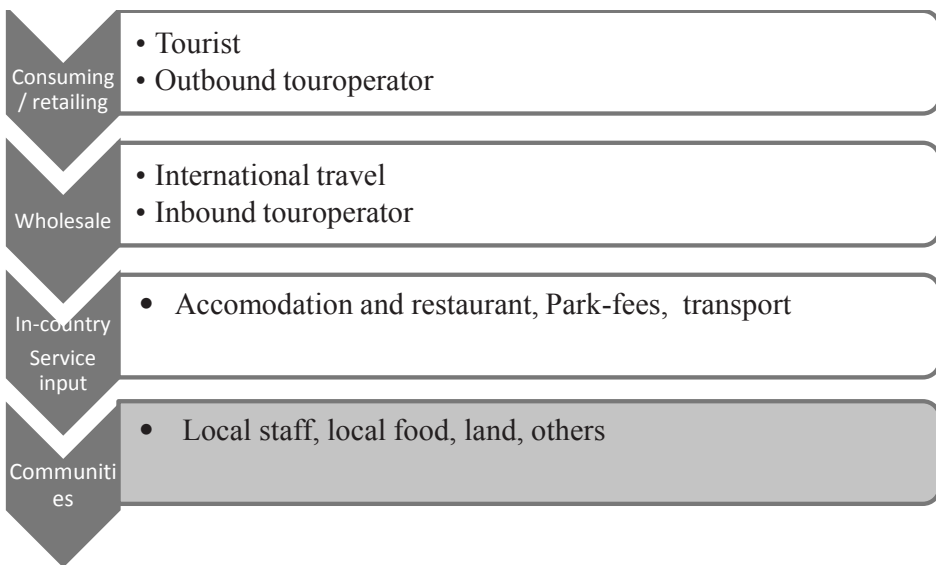 Consuming
/ retailing
• Tourist
• Outbound touroperator
Wholesale
• International travel
• Inbound touroperator
In-country
Service
input
• Accomodation and restaurant, Park-fees, transport
Communiti
es
• Local staff, local food, land, others